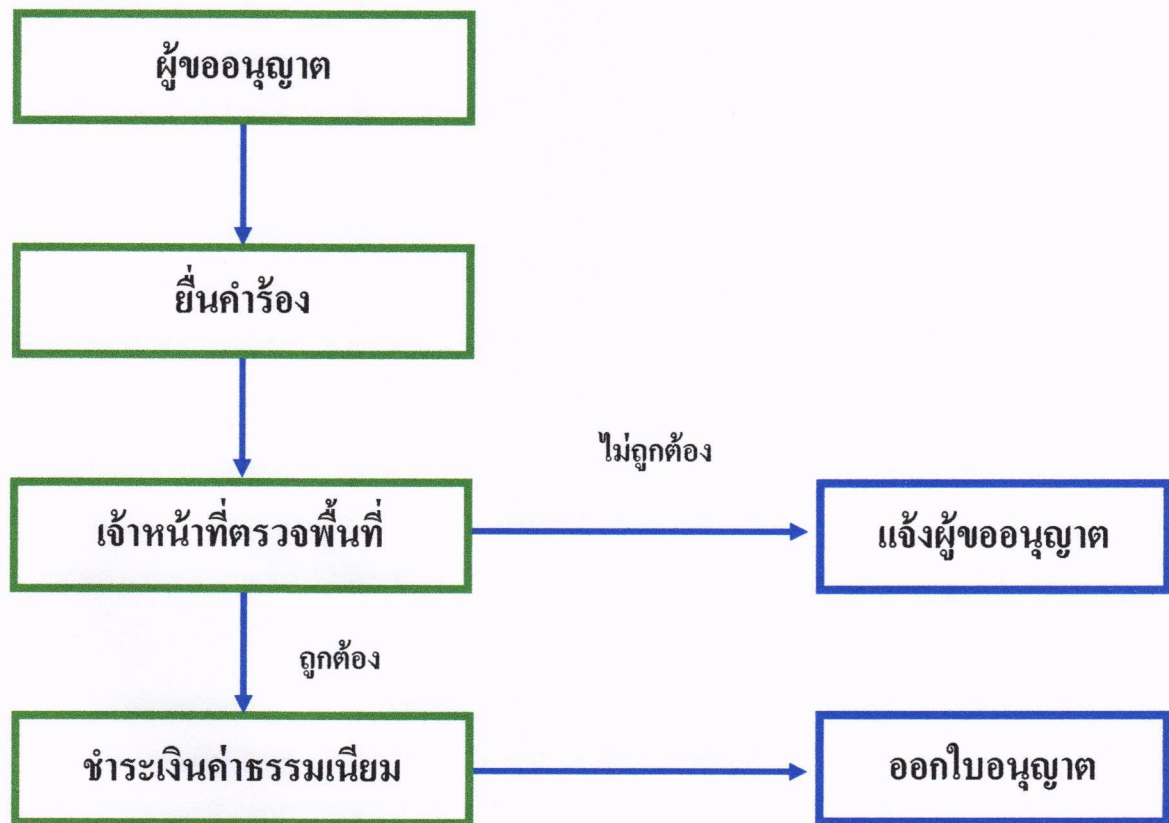 ผู้ขออนุญาต
ยื่นคำร้อง
ไม่ถูกต้อง
เจ้าหน้าที่ตรวจพื้นที่
แจ้งผู้ขออนุญาต
ถูกต้อง
ชำระเงินค่าธรรมเนียม
ออกใบอนุญาต